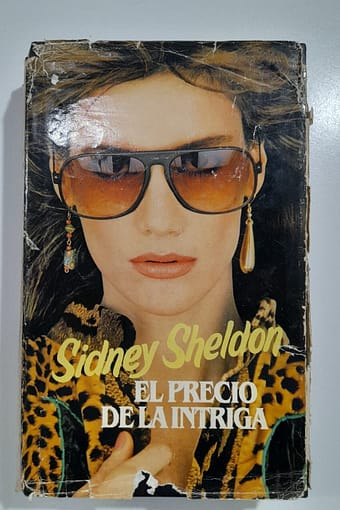 Sidney Sheldon
EL PRECIO
DE LA INTRIGA